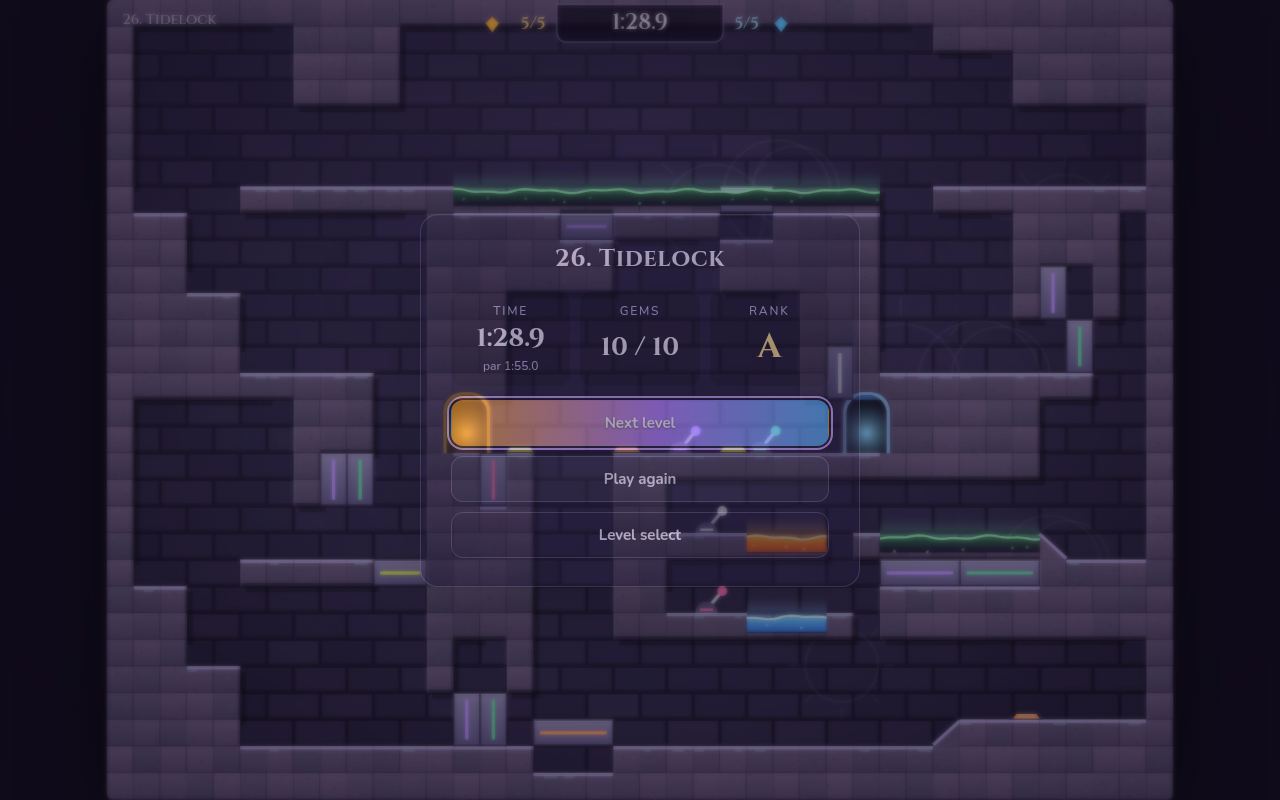 26. Tidelock
5/5
1:28.9
5/5
26. Tidelock
TIME
GEMS
RANK
1:28.9
10 / 10
A
par 1:55.0
Next level
Play again
Level select